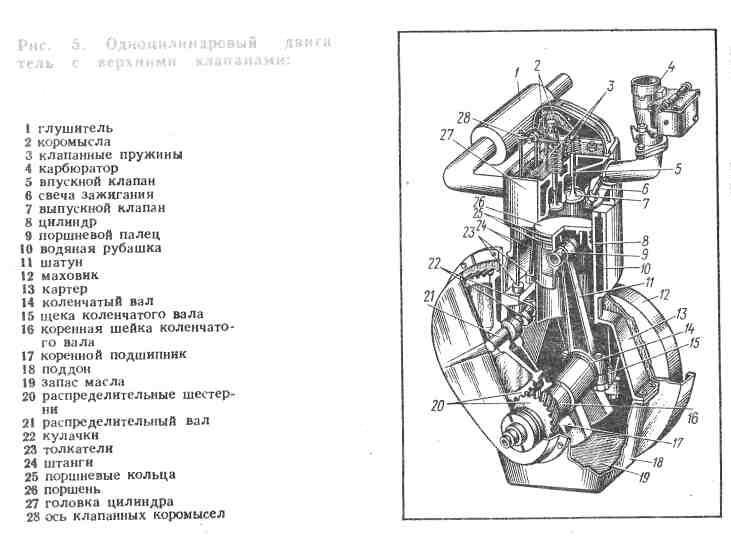 Рис. 5. Одноцилиндровый двига
тель с верхними клапанами:
1 глушитель
2 коромысла
3 клапанные пружины
4 карбюратор
5 впускной клапан
6 свеча зажигания
7 выпускной клапан
8 цилиндр
9 поршневой палец
10 водяная рубашка
11 шатун
12 маховик
13 картер
14 коленчатый вал
15 щека коленчатого вала
16 коренная шейка коленчато-
го вала
17 коренной подшипник
18 поддон
19 запас масла
20 распределительные шестер-
ни
21 распределительный вал
22 кулачки
23 толкатели
24 штанги
25 поршневые кольца
26 поршень
27 головка цилиндра
28 ось клапанных коромысел
1
2
3
4
28
27
5
6
7
26
25
24
23
8
9
10
22
11
12
21
13
14
15
20
16
17
18
19